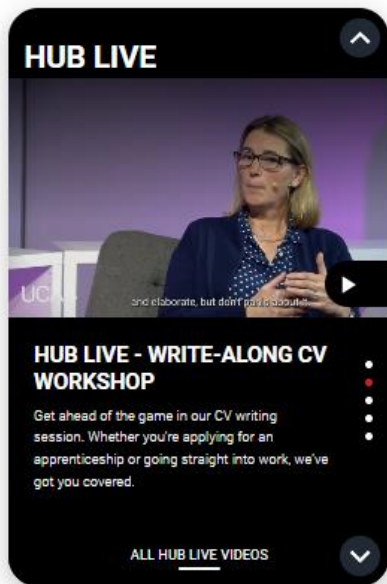 HUB LIVE
UCAS
and elaborate, but don't panic about it.
HUB LIVE - WRITE-ALONG CV
WORKSHOP
Get ahead of the game in our CV writing
session. Whether you're applying for an
apprenticeship or going straight into work, we've
got you covered.
ALL HUB LIVE VIDEOS